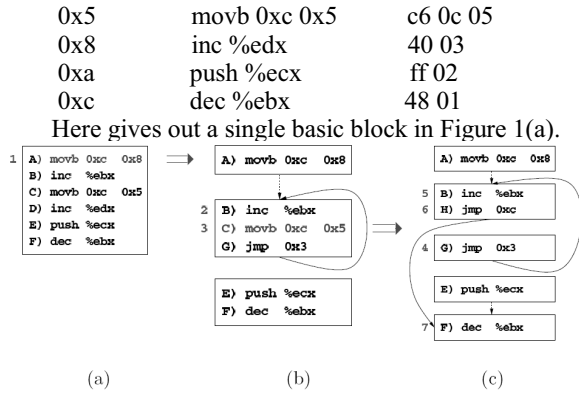 0x5 movb 0xc 0x5 c6 0c 05
0x8 inc %edx 40 03
0xa push %ecx ff 02
0xc dec %ebx 48 01
Here gives out a single basic block in Figure 1(a).
1 A) movb 0xc 0x8
B) inc %ebx
C) movb 0xc 0x5
D) inc %edx
E) push %ecx
F) dec %ebx
A) movb 0xc 0x8
2 B) inc %ebx
3 C) movb 0xc 0x5
G) jmp 0x3
E) push %ecx
F) dec %ebx
A) movb 0xc 0x8
5 B) inc %ebx
6 H) jmp 0xc
4 G) jmp 0x3
E) push %ecx
7 F) dec %ebx
(a) (b) (c)